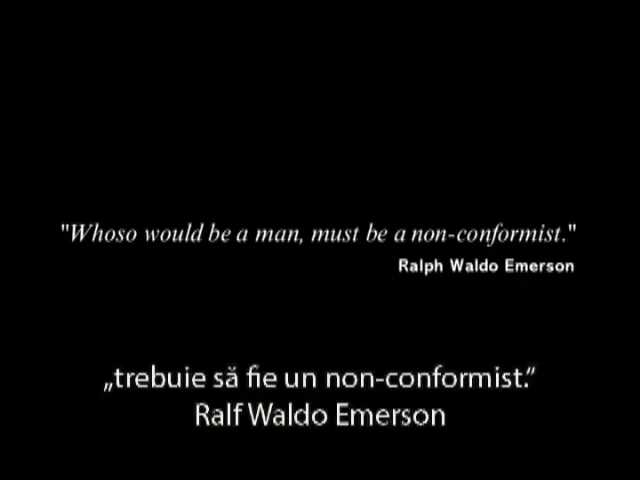 "Whoso would be a man, must be a non-conformist."
Ralph Waldo Emerson
„trebuie să fie un non-conformist.”
Ralf Waldo Emerson